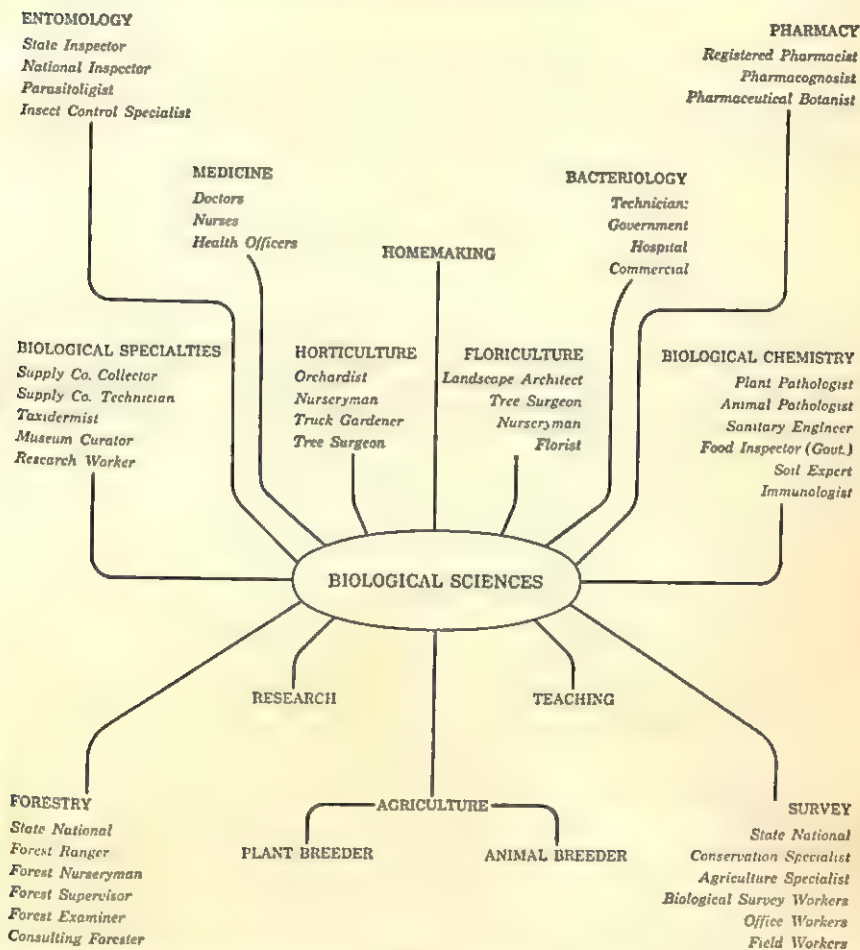 ENTOMOLOGY
State Inspector
National Inspector
Parasitoligist
Insect Control Specialist
PHARMACY
Registered Pharmacist
Pharmacognosist
Pharmaceutical Botanist
MEDICINE
Doctors
Nurses
Health Officers
HOMEMAKING
BACTERIOLOGY
Technician:
Government
Hospital
Commercial
BIOLOGICAL SPECIALTIES
Supply Co. Collector
Supply Co. Technician
Taxidermist
Museum Curator
Research Worker
HORTICULTURE
Orchardist
Nurseryman
Truck Gardener
Tree Surgeon
FLORICULTURE
Landscape Architect
Tree Surgeon
Nurseryman
Florist
BIOLOGICAL CHEMISTRY
Plant Pathologist
Animal Pathologist
Sanitary Engineer
Food Inspector (Govt.)
Soil Expert
Immunologist
BIOLOGICAL SCIENCES
RESEARCH
TEACHING
FORESTRY
State National
Forest Ranger
Forest Nurseryman
Forest Supervisor
Forest Examiner
Consulting Forester
AGRICULTURE
PLANT BREEDER
ANIMAL BREEDER
SURVEY
State National
Conservation Specialist
Agriculture Specialist
Biological Survey Workers
Office Workers
Field Workers